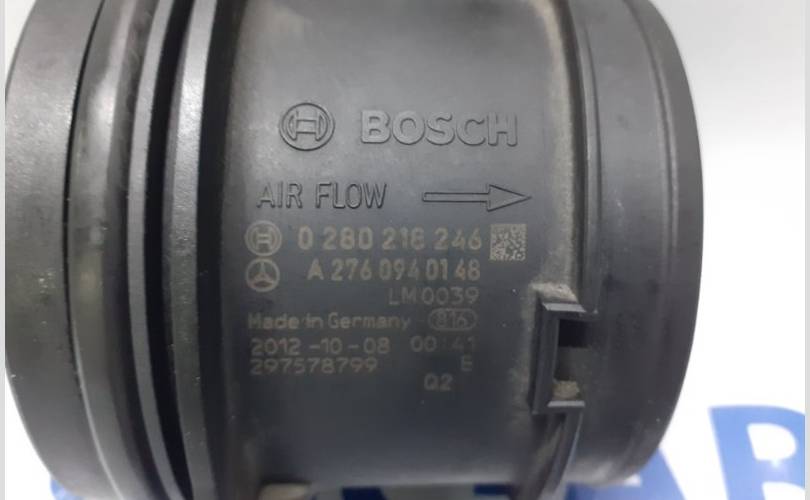 BOSCH
AIR FLOW
0 280 218 246
A 276 094 01 48
LM0039
Made in Germany 816
2012-10-08 00:41
297578799 E
Q2